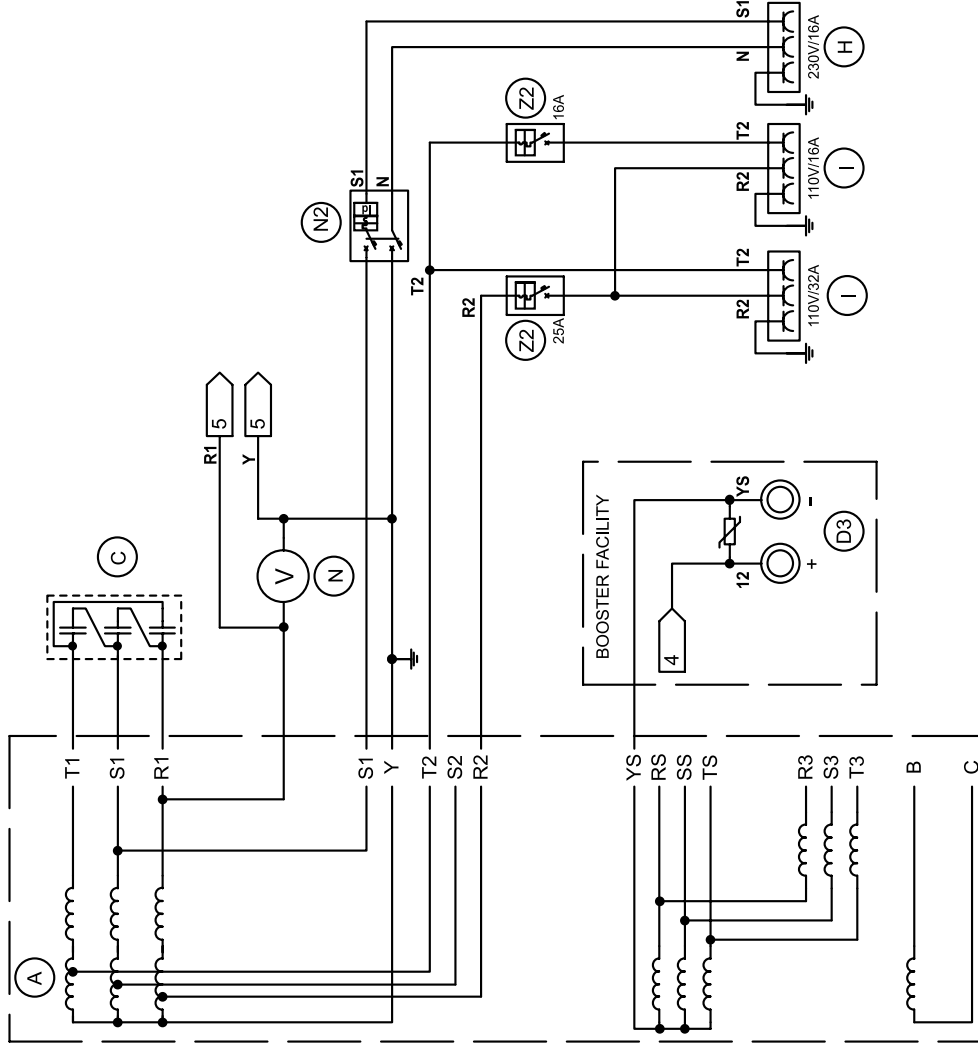 S1
N
230V/16A
H
Z2
16A
T2
R2
110V/16A
I
N2
S1
N
T2
R2
Z2
25A
T2
R2
110V/32A
I
R1
5
Y
5
C
V
N
BOOSTER FACILITY
YS
12
-
+
D3
4
A
T1
S1
R1
S1
Y
T2
S2
R2
YS
RS
SS
TS
R3
S3
T3
B
C